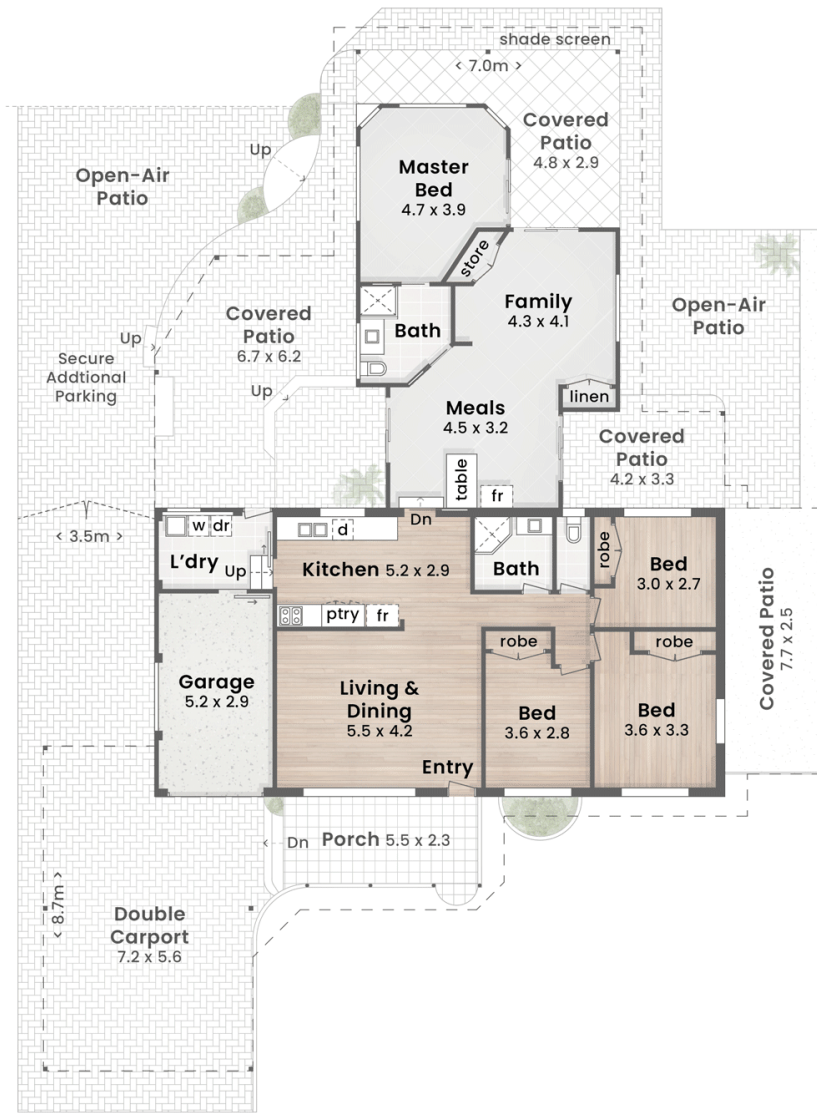 shade screen
< 7.0m >
Covered
Patio
4.8 x 2.9
Up
Open-Air
Patio
Master
Bed
4.7 x 3.9
store
Family
4.3 x 4.1
Covered
Patio
6.7 x 6.2
Bath
Open-Air
Patio
Up
Secure
Addtional
Parking
Up
linen
Meals
4.5 x 3.2
Covered
Patio
4.2 x 3.3
table
fr
Dn
< 3.5m >
w
dr
L'dry
Up
d
Kitchen 5.2 x 2.9
Bath
robe
Bed
3.0 x 2.7
ptry
fr
Covered Patio
7.7 x 2.5
robe
robe
Garage
5.2 x 2.9
Living &
Dining
5.5 x 4.2
Bed
3.6 x 2.8
Bed
3.6 x 3.3
Entry
Dn
Porch 5.5 x 2.3
< 8.7m >
Double
Carport
7.2 x 5.6